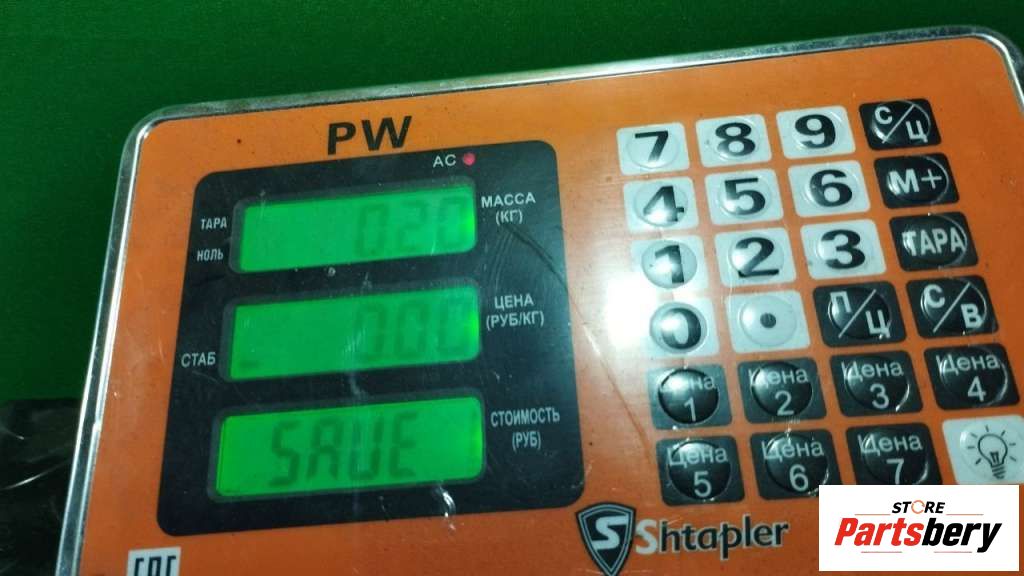 PW
AC
ТАРА
НОЛЬ
020
МАССА
(КГ)
СТАБ
0.00
ЦЕНА
(РУБ/КГ)
SAVE
СТОИМОСТЬ
(РУБ)
7 8 9 С/Ц
4 5 6 М+
1 2 3 ТАРА
0 • П/Ц С/В
Цена 1 Цена 2 Цена 3 Цена 4
Цена 5 Цена 6 Цена 7
S Shtapler
EAC
STORE
Partsbery